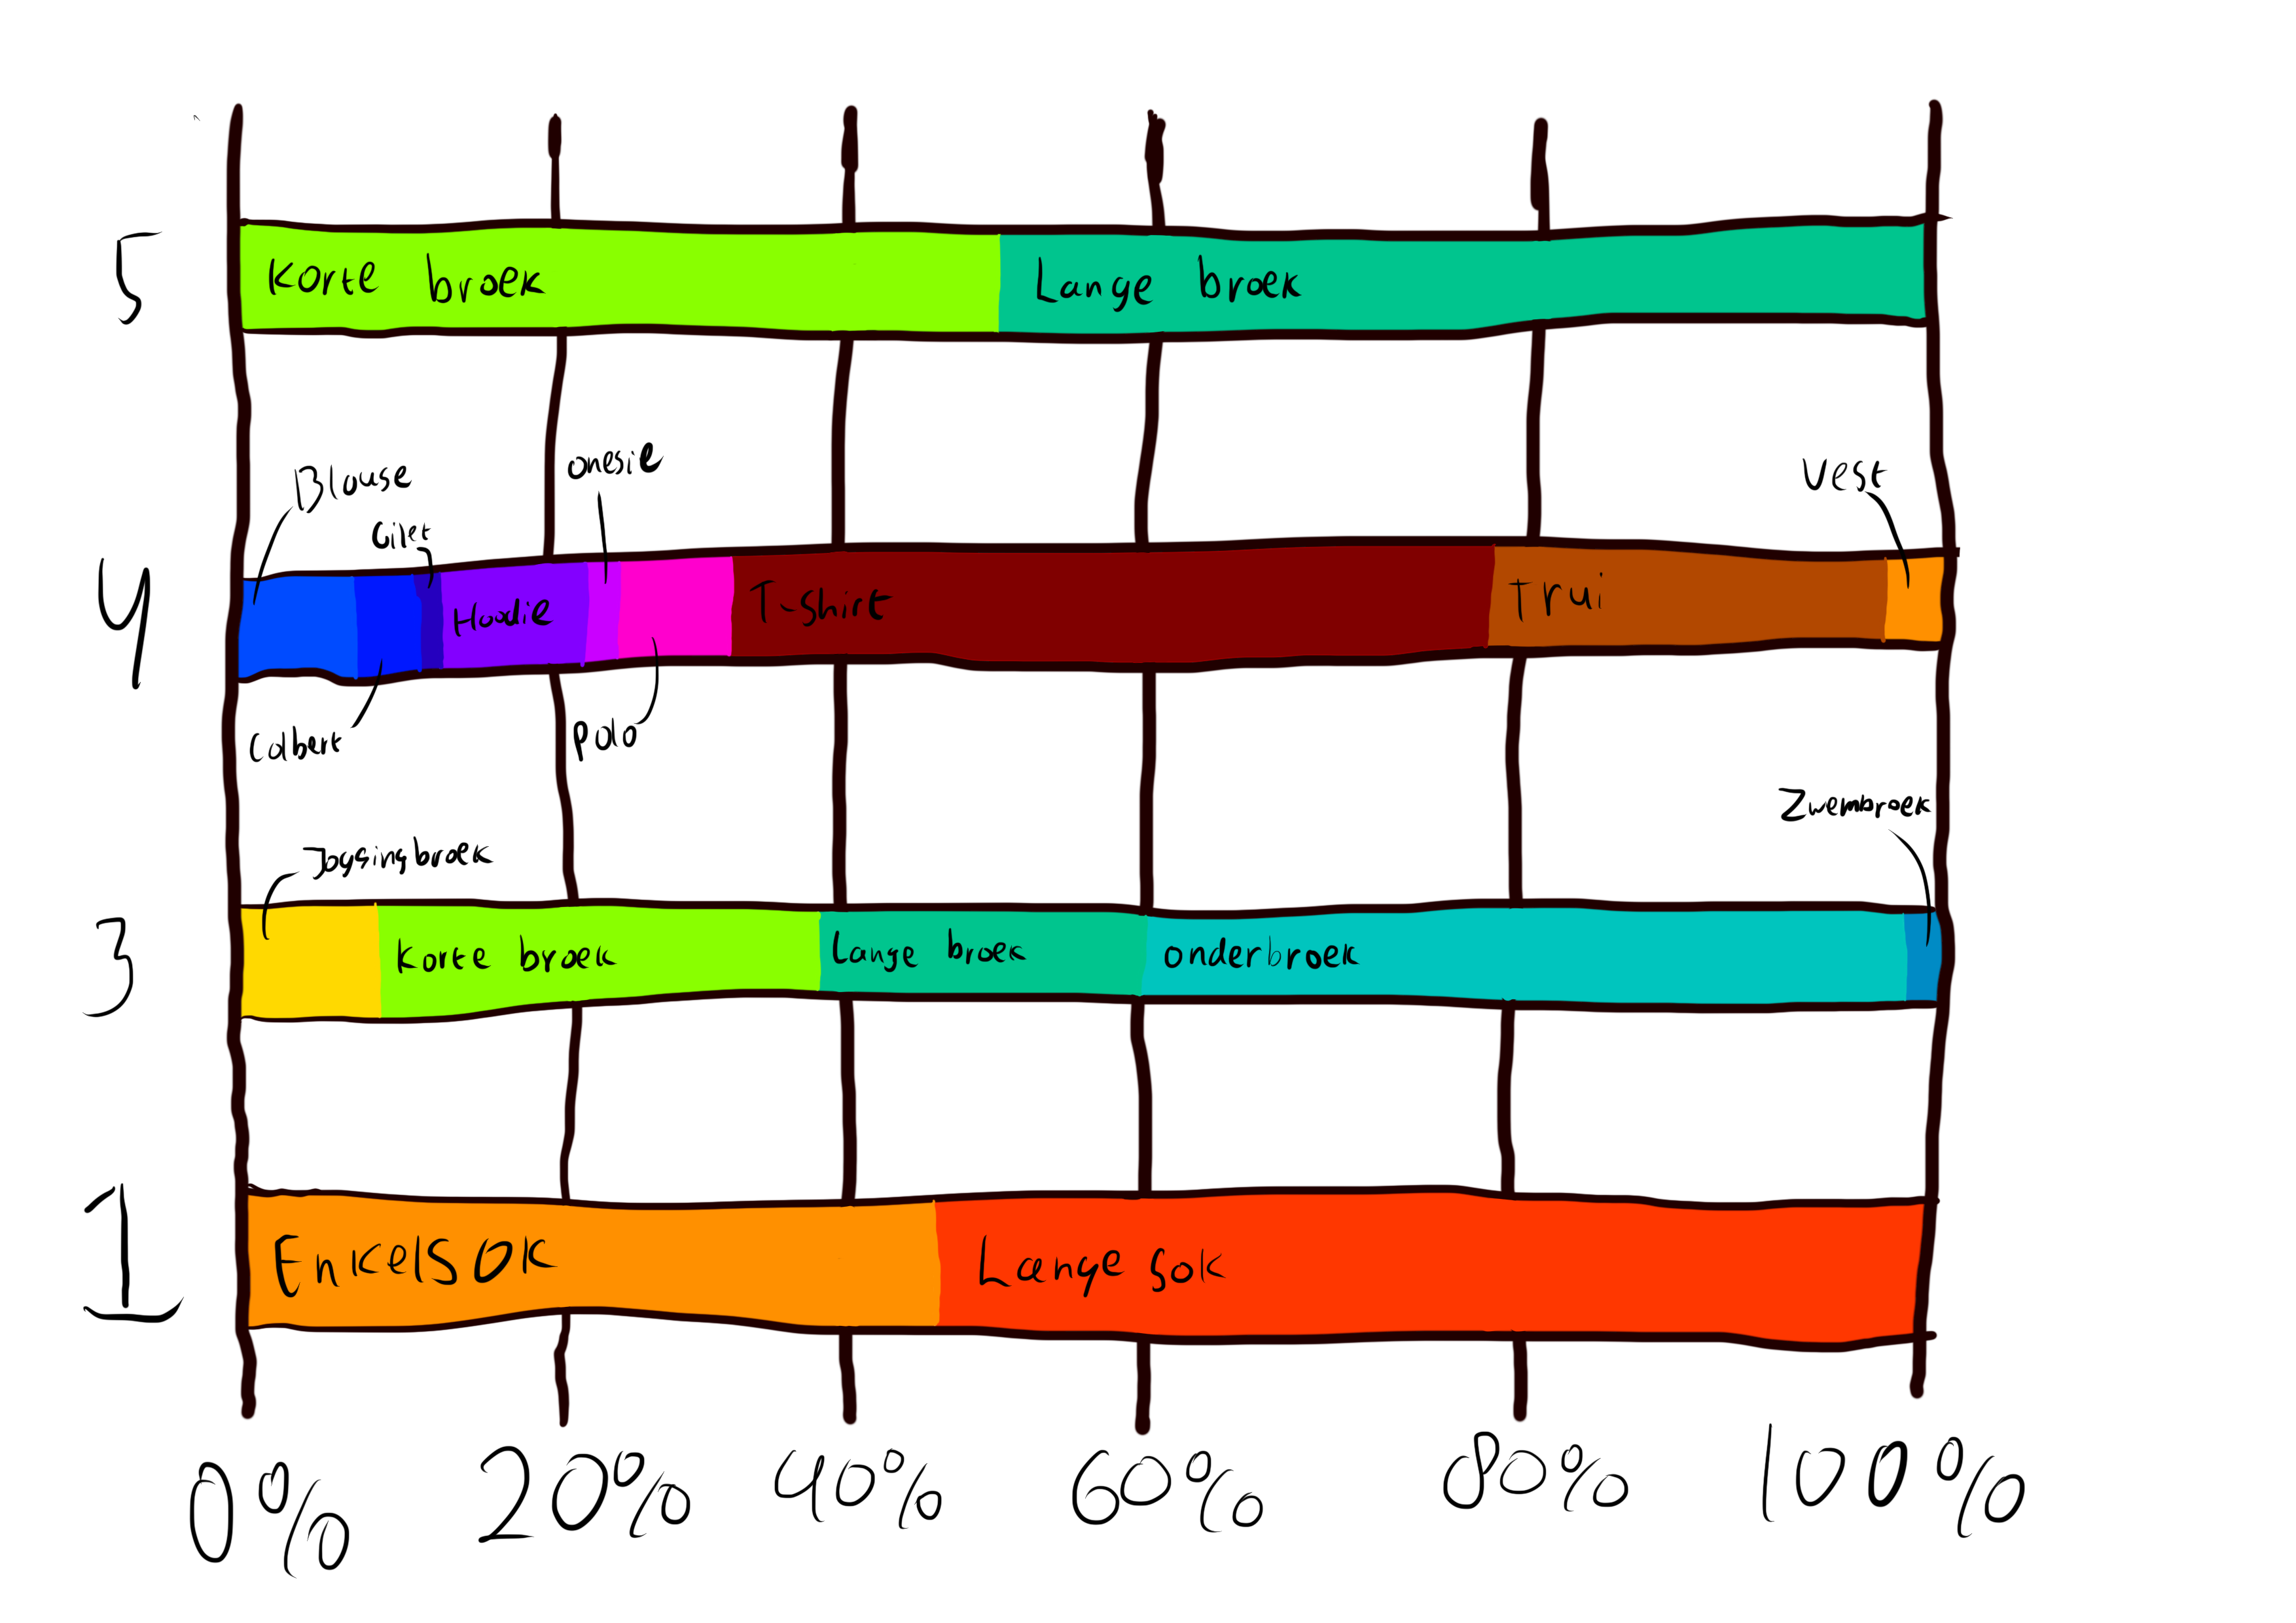 5
Korte broek
Lange broek
Blouse
Gilet
onesie
Vest
4
Hoodie
T-shirt
Trui
Colbert
Polo
Zwembroek
Joggingbroek
3
Korte broek
Lange broek
onderbroek
1
Enkelsok
Lange sok
0% 20% 40% 60% 80% 100%